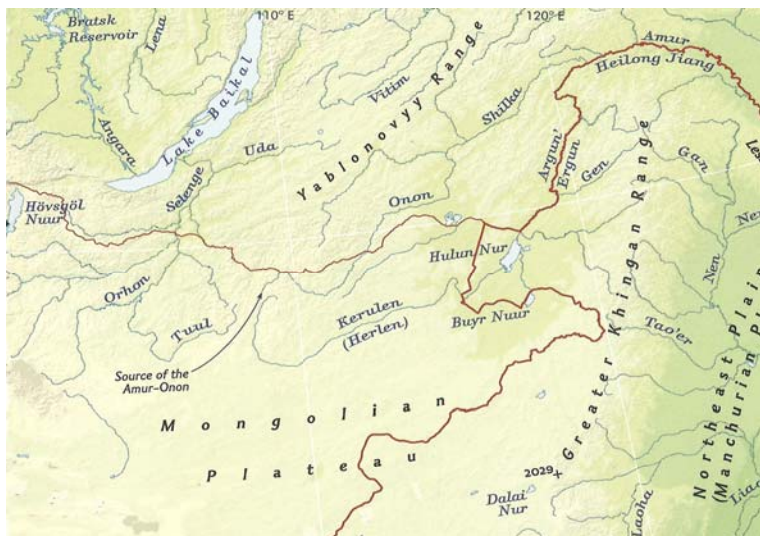 110° E
120° E
Bratsk
Reservoir
Lena
Amur
Heilong Jiang
Vitim
Yablonovyy Range
Shilka
Lake Baikal
Angara
Uda
Argun'
Ergun
Gen
Gan
Selenge
Onon
Hövsgöl
Nuur
Hulun Nur
Nen
Orhon
Tuul
Kerulen
(Herlen)
Buyr Nuur
Tao'er
Greater Khingan Range
Source of the
Amur–Onon
Mongolian
Plateau
2029
Dalai
Nur
Laoha
Northeast Plain